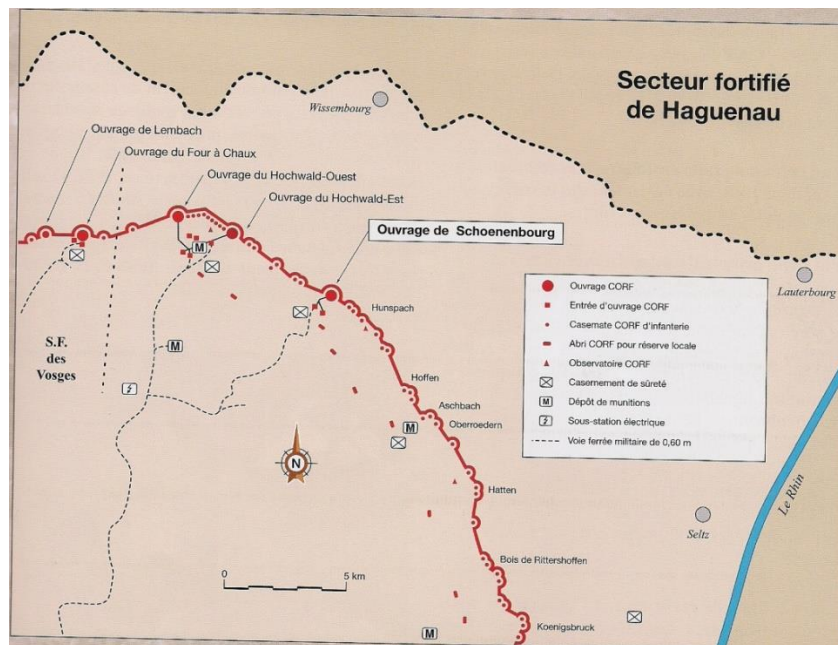 Secteur fortifié
de Haguenau
Wissembourg
Ouvrage de Lembach
Ouvrage du Four à Chaux
Ouvrage du Hochwald-Ouest
Ouvrage du Hochwald-Est
Ouvrage de Schoenenbourg
Lauterbourg
M
Hunspach
S.F.
des
Vosges
M
Hoffen
Aschbach
Oberroedern
M
N
Hatten
Seltz
Le Rhin
Bois de Rittershoffen
0
5 km
Koenigsbruck
M
Ouvrage CORF
Entrée d'ouvrage CORF
Casemate CORF d'infanterie
Abri CORF pour réserve locale
Observatoire CORF
Casernement de sûreté
M
Dépôt de munitions
Sous-station électrique
Voie ferrée militaire de 0,60 m